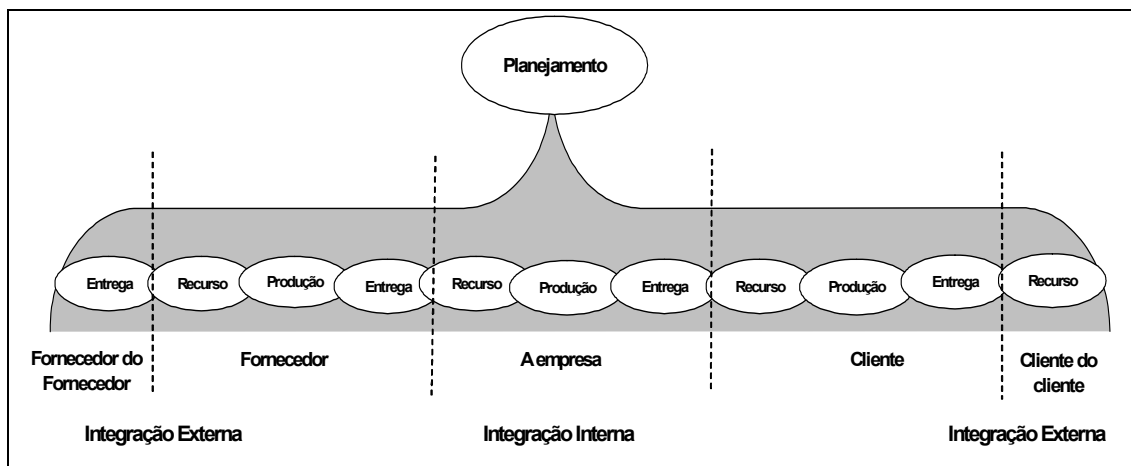 Planejamento
Entrega
Recurso
Produção
Entrega
Recurso
Produção
Entrega
Recurso
Produção
Entrega
Recurso
Fornecedor do
Fornecedor
Fornecedor
A empresa
Cliente
Cliente do
cliente
Integração Externa
Integração Interna
Integração Externa